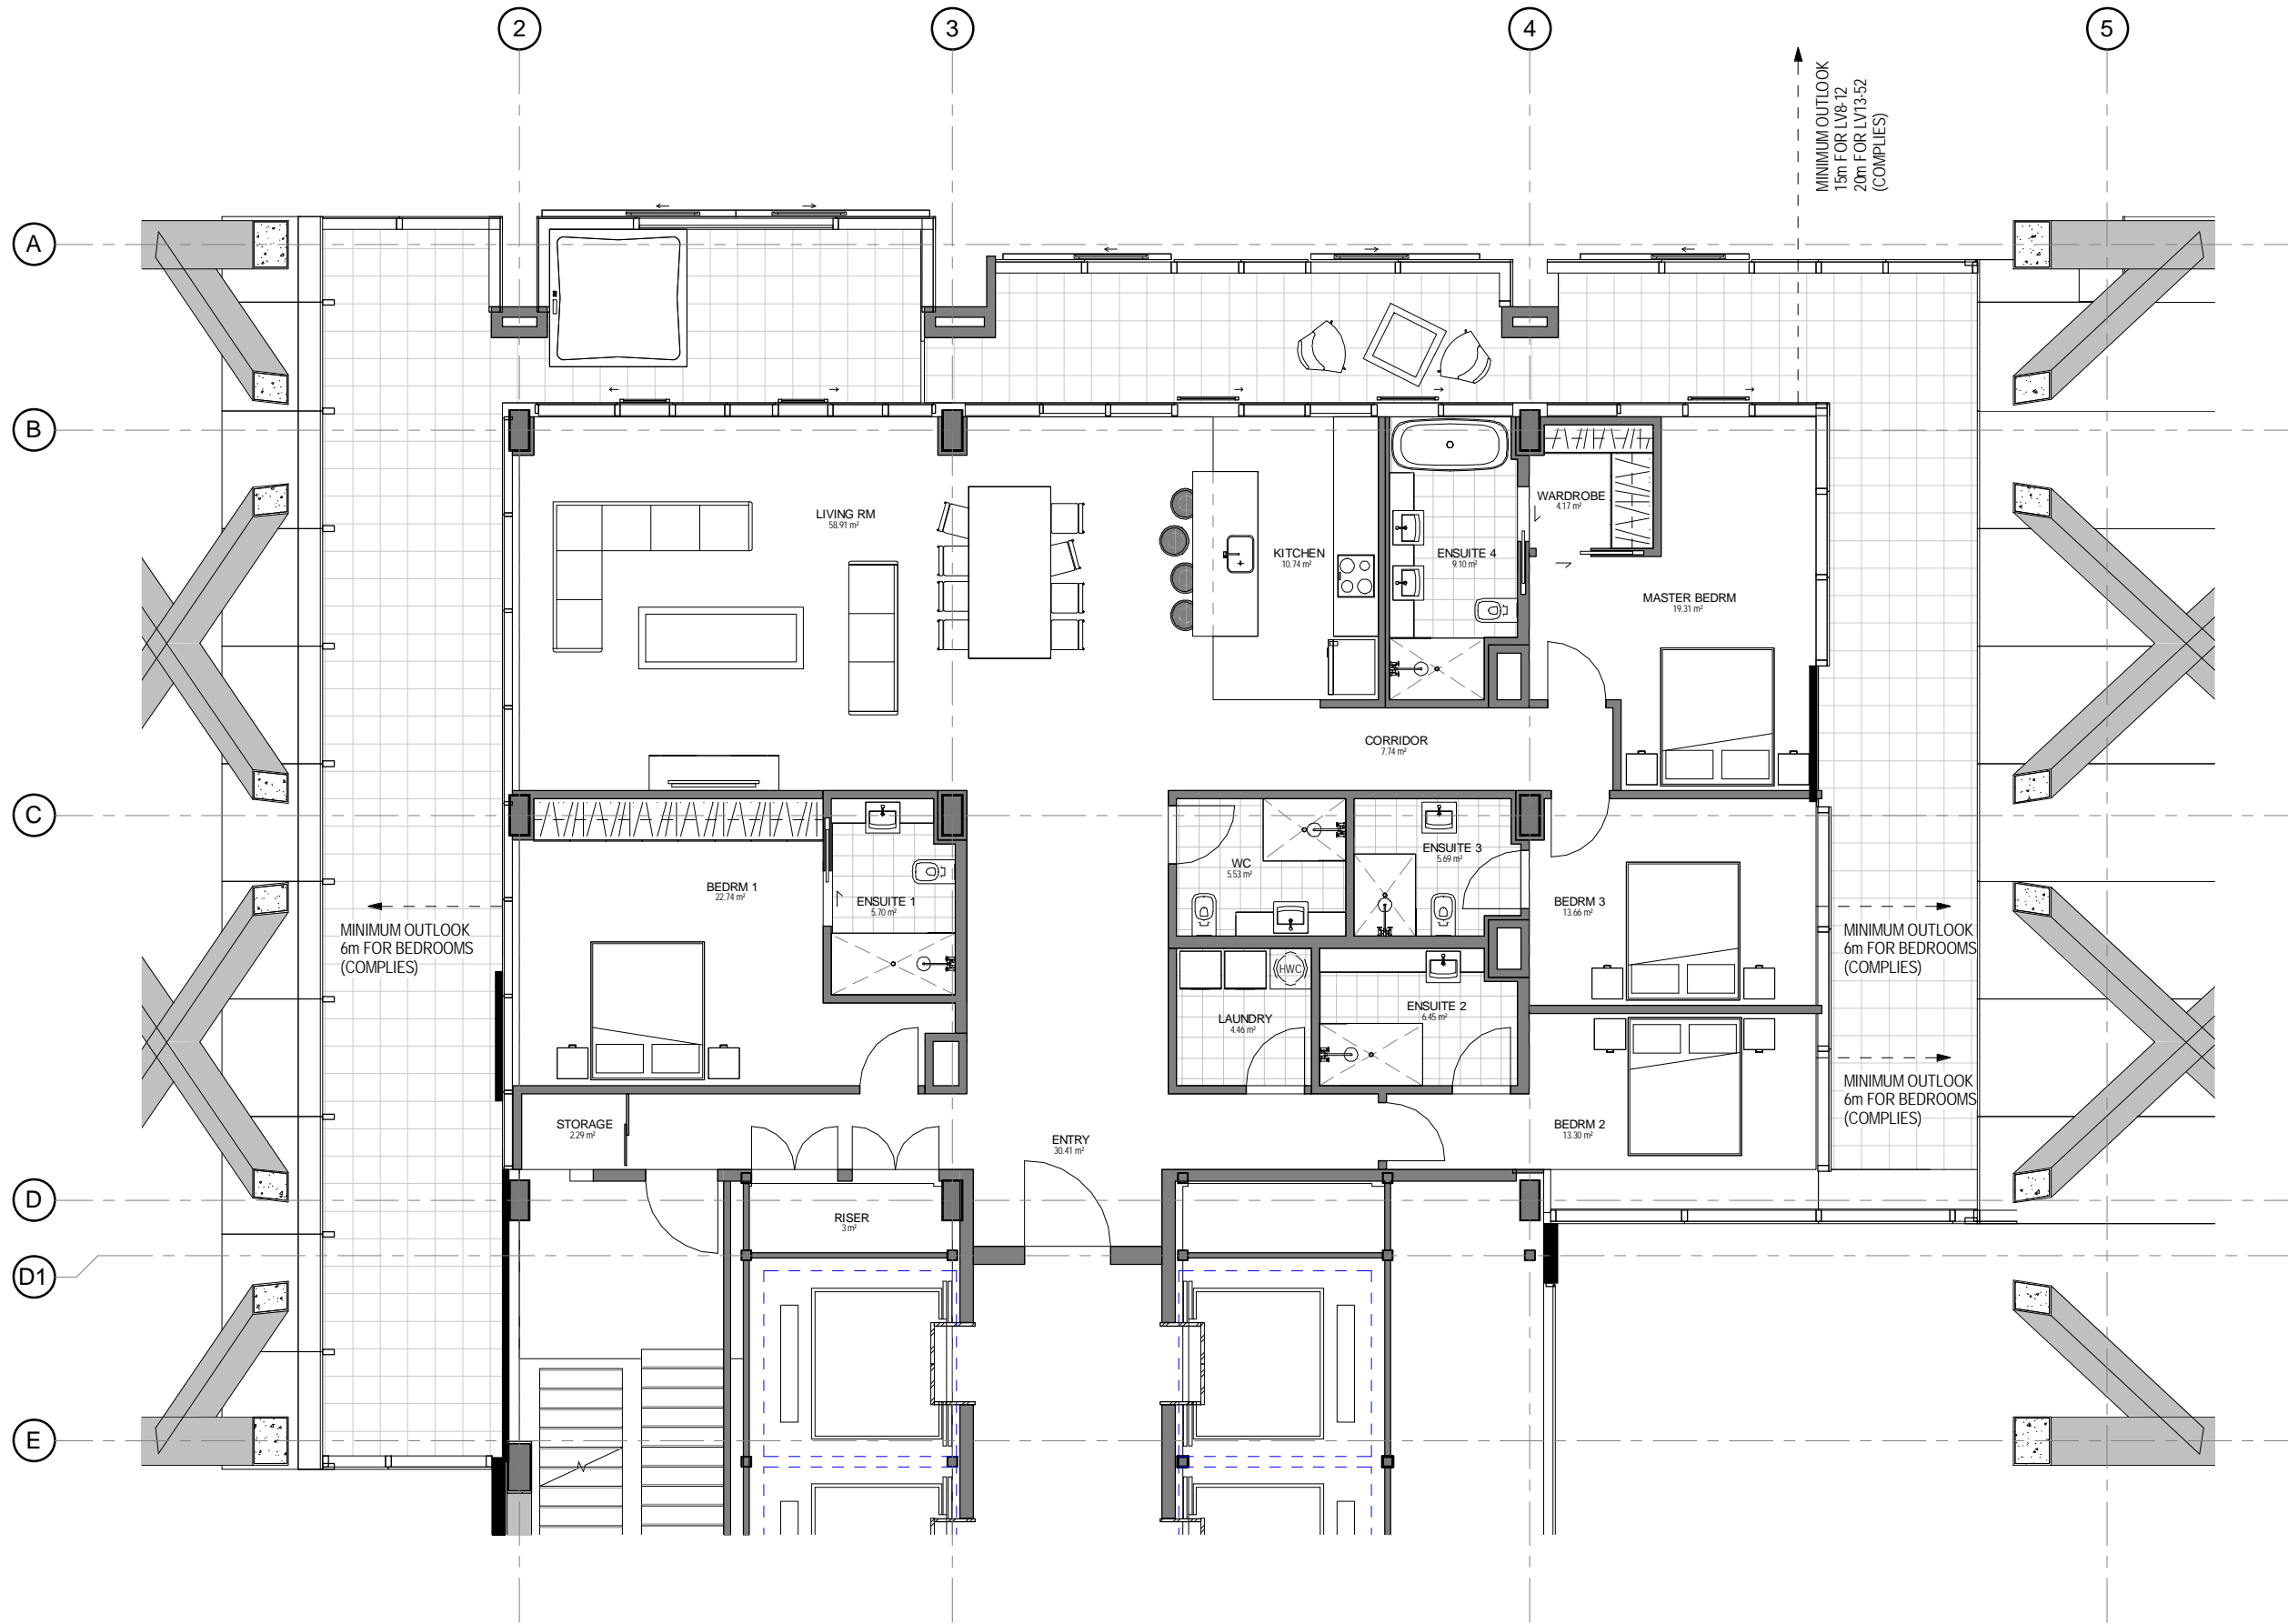 2
3
4
5
MINIMUM OUTLOOK
15m FOR LV8-12
20m FOR LV13-52
(COMPLIES)
A
B
LIVING RM
58.91 m²
KITCHEN
10.74 m²
ENSUITE 4
9.10 m²
WARDROBE
4.17 m²
MASTER BEDRM
19.31 m²
CORRIDOR
7.74 m²
C
BEDRM 1
22.74 m²
ENSUITE 1
5.70 m²
WC
5.53 m²
ENSUITE 3
5.69 m²
BEDRM 3
13.66 m²
MINIMUM OUTLOOK
6m FOR BEDROOMS
(COMPLIES)
MINIMUM OUTLOOK
6m FOR BEDROOMS
(COMPLIES)
HWC
LAUNDRY
4.46 m²
ENSUITE 2
6.45 m²
MINIMUM OUTLOOK
6m FOR BEDROOMS
(COMPLIES)
STORAGE
2.29 m²
ENTRY
30.41 m²
BEDRM 2
13.30 m²
D
RISER
3 m²
D1
E